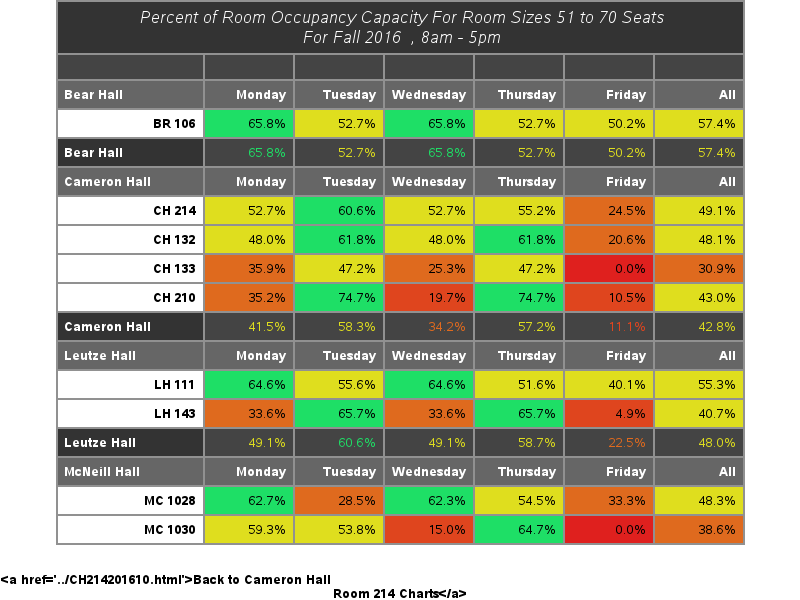 Percent of Room Occupancy Capacity For Room Sizes 51 to 70 Seats
For Fall 2016 , 8am - 5pm
Bear Hall Monday Tuesday Wednesday Thursday Friday All
BR 106 65.8% 52.7% 65.8% 52.7% 50.2% 57.4%
Bear Hall 65.8% 52.7% 65.8% 52.7% 50.2% 57.4%
Cameron Hall Monday Tuesday Wednesday Thursday Friday All
CH 214 52.7% 60.6% 52.7% 55.2% 24.5% 49.1%
CH 132 48.0% 61.8% 48.0% 61.8% 20.6% 48.1%
CH 133 35.9% 47.2% 25.3% 47.2% 0.0% 30.9%
CH 210 35.2% 74.7% 19.7% 74.7% 10.5% 43.0%
Cameron Hall 41.5% 58.3% 34.2% 57.2% 11.1% 42.8%
Leutze Hall Monday Tuesday Wednesday Thursday Friday All
LH 111 64.6% 55.6% 64.6% 51.6% 40.1% 55.3%
LH 143 33.6% 65.7% 33.6% 65.7% 4.9% 40.7%
Leutze Hall 49.1% 60.6% 49.1% 58.7% 22.5% 48.0%
McNeill Hall Monday Tuesday Wednesday Thursday Friday All
MC 1028 62.7% 28.5% 62.3% 54.5% 33.3% 48.3%
MC 1030 59.3% 53.8% 15.0% 64.7% 0.0% 38.6%
<a href='../CH214201610.html'>Back to Cameron Hall
Room 214 Charts</a>